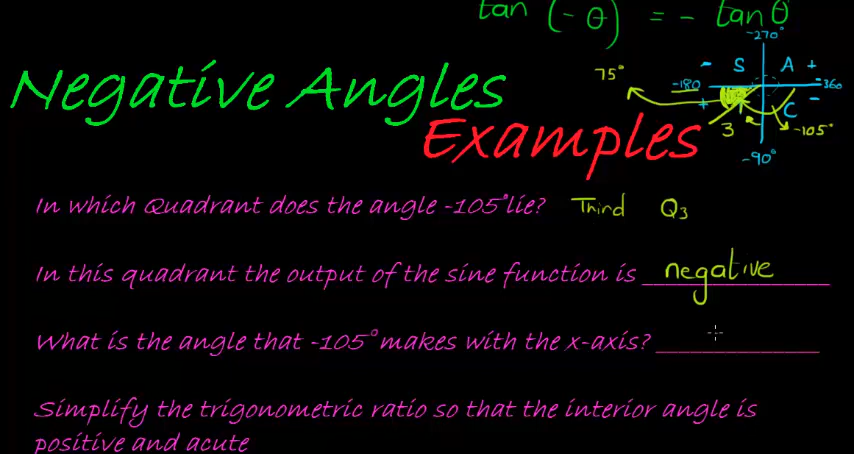 tan (-θ) = - tanθ
-270°
Negative Angles
75°
- S A +
-180 -360
+ -
C
3 -105°
Examples
-90°
In which Quadrant does the angle -105° lie? Third Q3
In this quadrant the output of the sine function is negative
What is the angle that -105° makes with the x-axis?
Simplify the trigonometric ratio so that the interior angle is
positive and acute